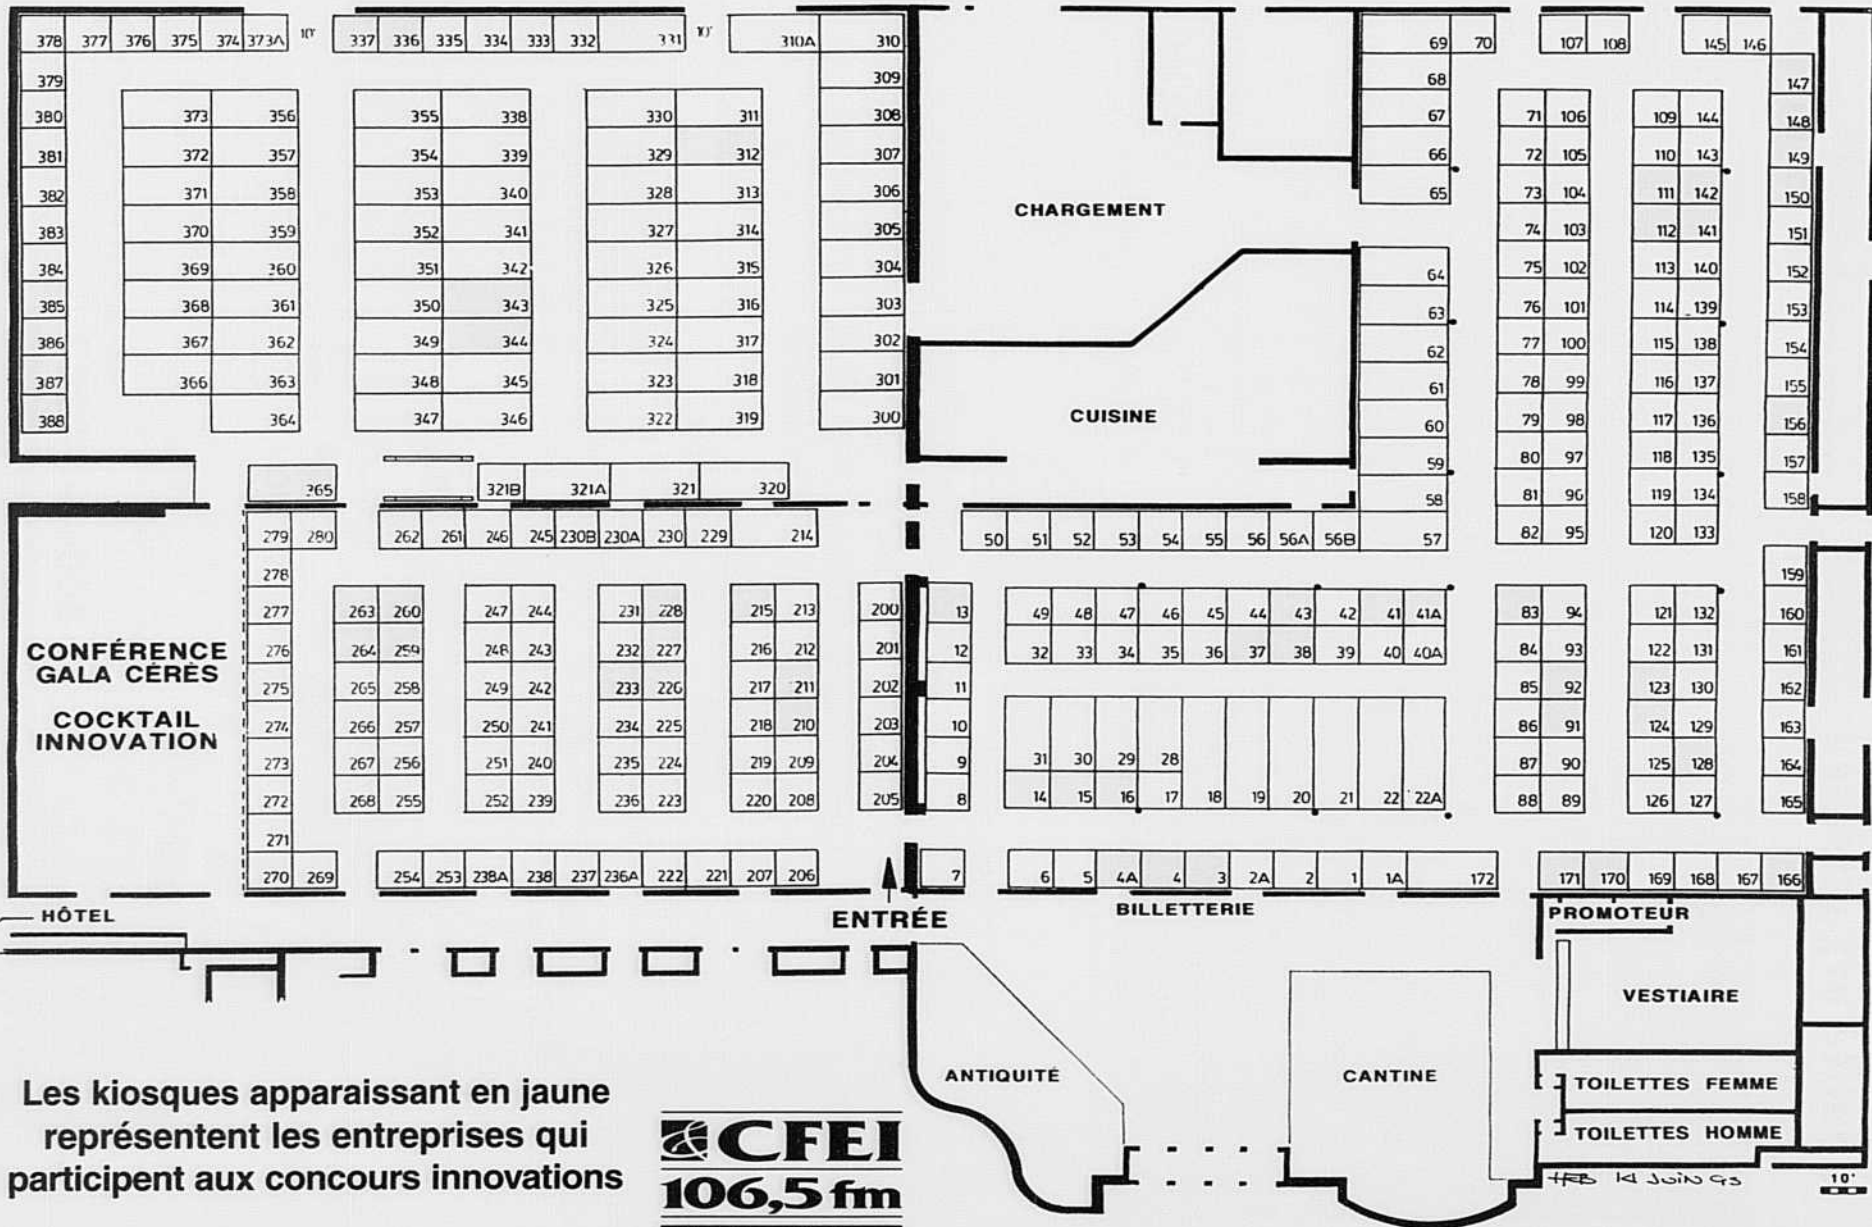 378 377 376 375 374 373A 10' 337 336 335 334 333 332 331 10' 310A 310 69 70 107 108 145 146
379 309 68 147
380 373 356 355 338 330 311 308 67 71 106 109 144 148
381 372 357 354 339 329 312 307 66 72 105 110 143 149
382 371 358 353 340 328 313 306 65 73 104 111 142 150
CHARGEMENT
383 370 359 352 341 327 314 305 74 103 112 141 151
384 369 260 351 342 326 315 304 64 75 102 113 140 152
385 368 361 350 343 325 316 303 63 76 101 114 139 153
386 367 362 349 344 324 317 302 62 77 100 115 138 154
387 366 363 348 345 323 318 301 61 78 99 116 137 155
388 364 347 346 322 319 300 CUISINE 60 79 98 117 136 156
59 80 97 118 135 157
265 321B 321A 321 320 58 81 96 119 134 158
279 280 262 261 246 245 230B 230A 230 229 214 50 51 52 53 54 55 56 56A 56B 57 82 95 120 133
278 159
277 263 260 247 244 231 228 215 213 200 13 49 48 47 46 45 44 43 42 41 41A 83 94 121 132 160
CONFÉRENCE
276 264 259 248 243 232 227 216 212 201 12 32 33 34 35 36 37 38 39 40 40A 84 93 122 131 161
GALA CÉRÈS
275 265 258 249 242 233 226 217 211 202 11 85 92 123 130 162
COCKTAIL
274 266 257 250 241 234 225 218 210 203 10 86 91 124 129 163
INNOVATION
273 267 256 251 240 235 224 219 209 204 9 31 30 29 28 87 90 125 128 164
272 268 255 252 239 236 223 220 208 205 8 14 15 16 17 18 19 20 21 22 22A 88 89 126 127 165
271
270 269 254 253 238A 238 237 236A 222 221 207 206 7 6 5 4A 4 3 2A 2 1 1A 172 171 170 169 168 167 166
HÔTEL
ENTRÉE
BILLETTERIE
PROMOTEUR
VESTIAIRE
ANTIQUITÉ
CANTINE
TOILETTES FEMME
TOILETTES HOMME
Les kiosques apparaissant en jaune
représentent les entreprises qui
participent aux concours innovations
CFEI
106,5 fm
JUIN 93
10'